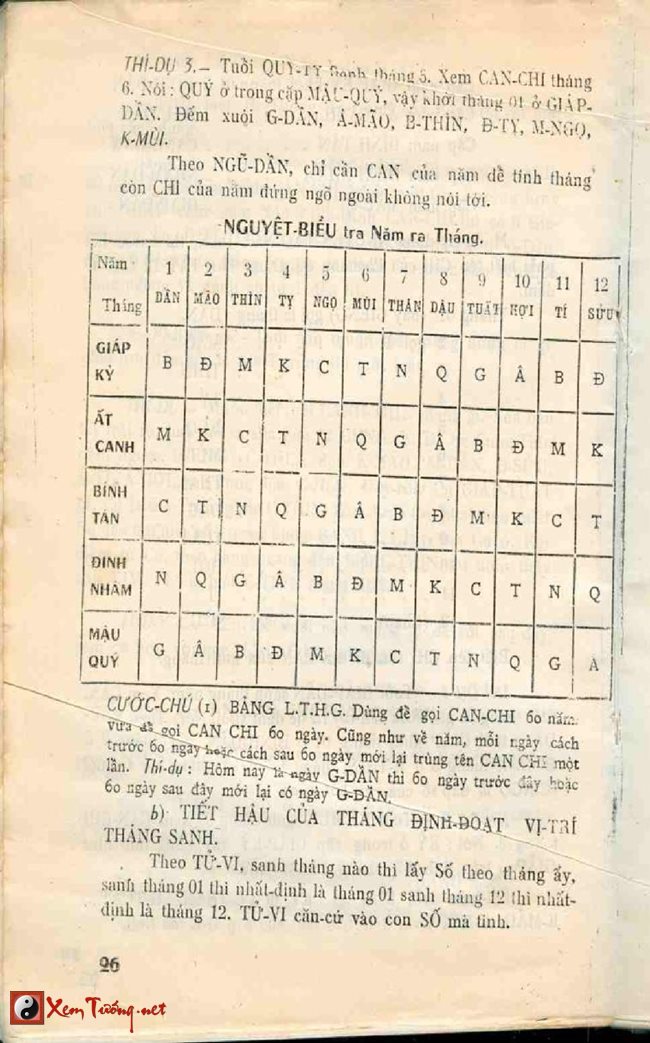 THÍ-DỤ 3.— Tuổi QUÝ-TỴ Sanh tháng 5. Xem CAN-CHI tháng
6. Nói : QUÝ ở trong cặp MẬU-QUÝ, vậy khởi tháng 01 ở GIÁP-
DẦN. Đếm xuôi G-DẦN, Â-MÃO, B-THÌN, Đ-TỴ, M-NGỌ,
K-MÙI.
Theo NGŨ-DẦN, chỉ cần CAN của năm để tính tháng
còn CHI của năm đứng ngõ ngoài không nói tới.
NGUYỆT-BIỂU tra Năm ra Tháng.
Năm 1 2 3 4 5 6 7 8 9 10 11 12
Tháng DẦN MÃO THÌN TỴ NGỌ MÙI THÂN DẬU TUẤT HỢI TÍ SỬU
GIÁP KỶ B Đ M K C T N Q G Â B Đ
ẤT CANH M K C T N Q G Â B Đ M K
BÍNH TÂN C T N Q G Â B Đ M K C T
ĐINH NHÂM N Q G Â B Đ M K C T N Q
MẬU QUÝ G Â B Đ M K C T N Q G Â
CƯỚC-CHÚ (1) BẢNG L.T.H.G. Dùng để gọi CAN-CHI 60 năm
vừa để gọi CAN CHI 60 ngày. Cũng như về năm, mỗi ngày cách
trước 60 ngày hoặc cách sau 60 ngày mới lại trùng tên CAN CHI một
lần. Thí-dụ : Hôm nay là ngày G-DẦN thì 60 ngày trước đây hoặc
60 ngày sau đây mới lại có ngày G-DẦN.
b) TIẾT HẬU CỦA THÁNG ĐỊNH-ĐOẠT VỊ-TRÍ
THÁNG SANH.
Theo TỬ-VI, sanh tháng nào thì lấy Số theo tháng ấy,
sanh tháng 01 thì nhất-định là tháng 01 sanh tháng 12 thì nhất-
định là tháng 12. TỬ-VI căn-cứ vào con SỐ mà tính.
26
XemTướng.net